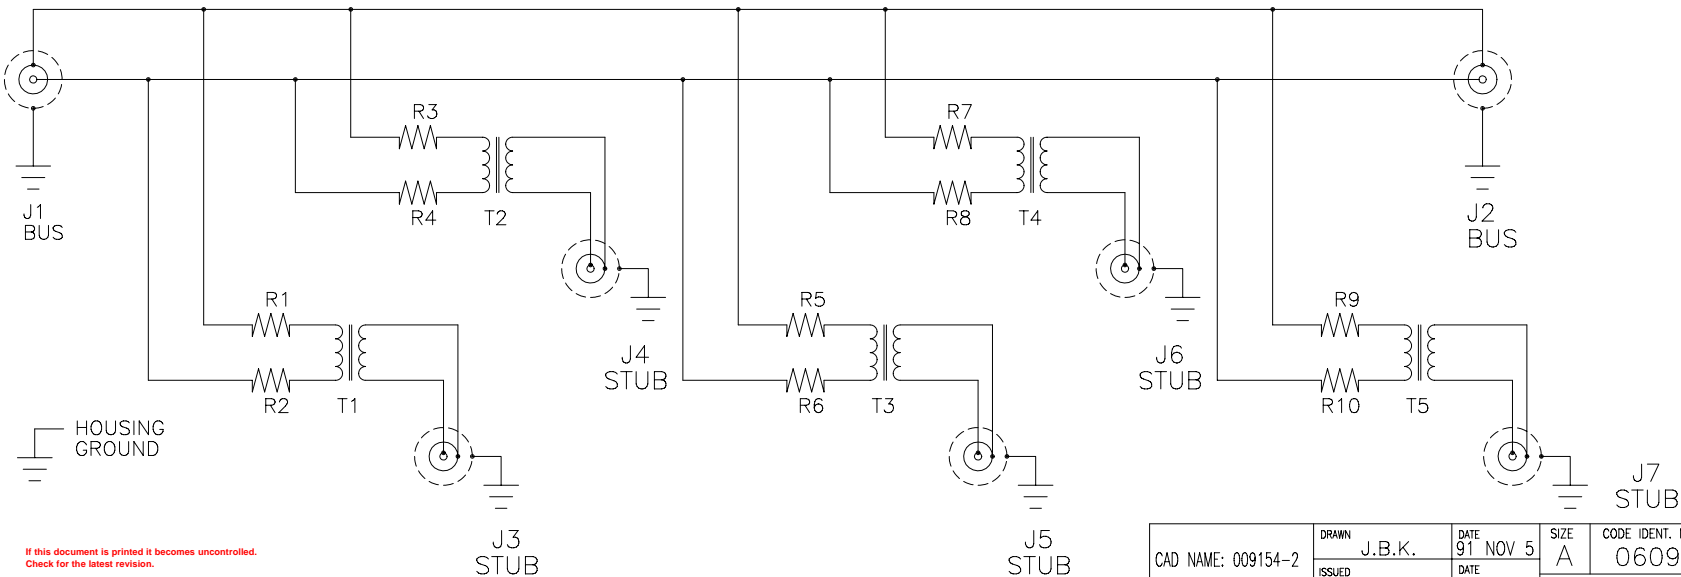 R3
R7
R4
T2
R8
T4
J1
BUS
J2
BUS
R1
R5
R9
J4
STUB
J6
STUB
R2
T1
R6
T3
R10
T5
HOUSING
GROUND
J7
STUB
J3
STUB
J5
STUB
If this document is printed it becomes uncontrolled.
Check for the latest revision.
CAD NAME: 009154-2
DRAWN
J.B.K.
DATE
91 NOV 5
SIZE
A
CODE IDENT.
0609
ISSUED
DATE